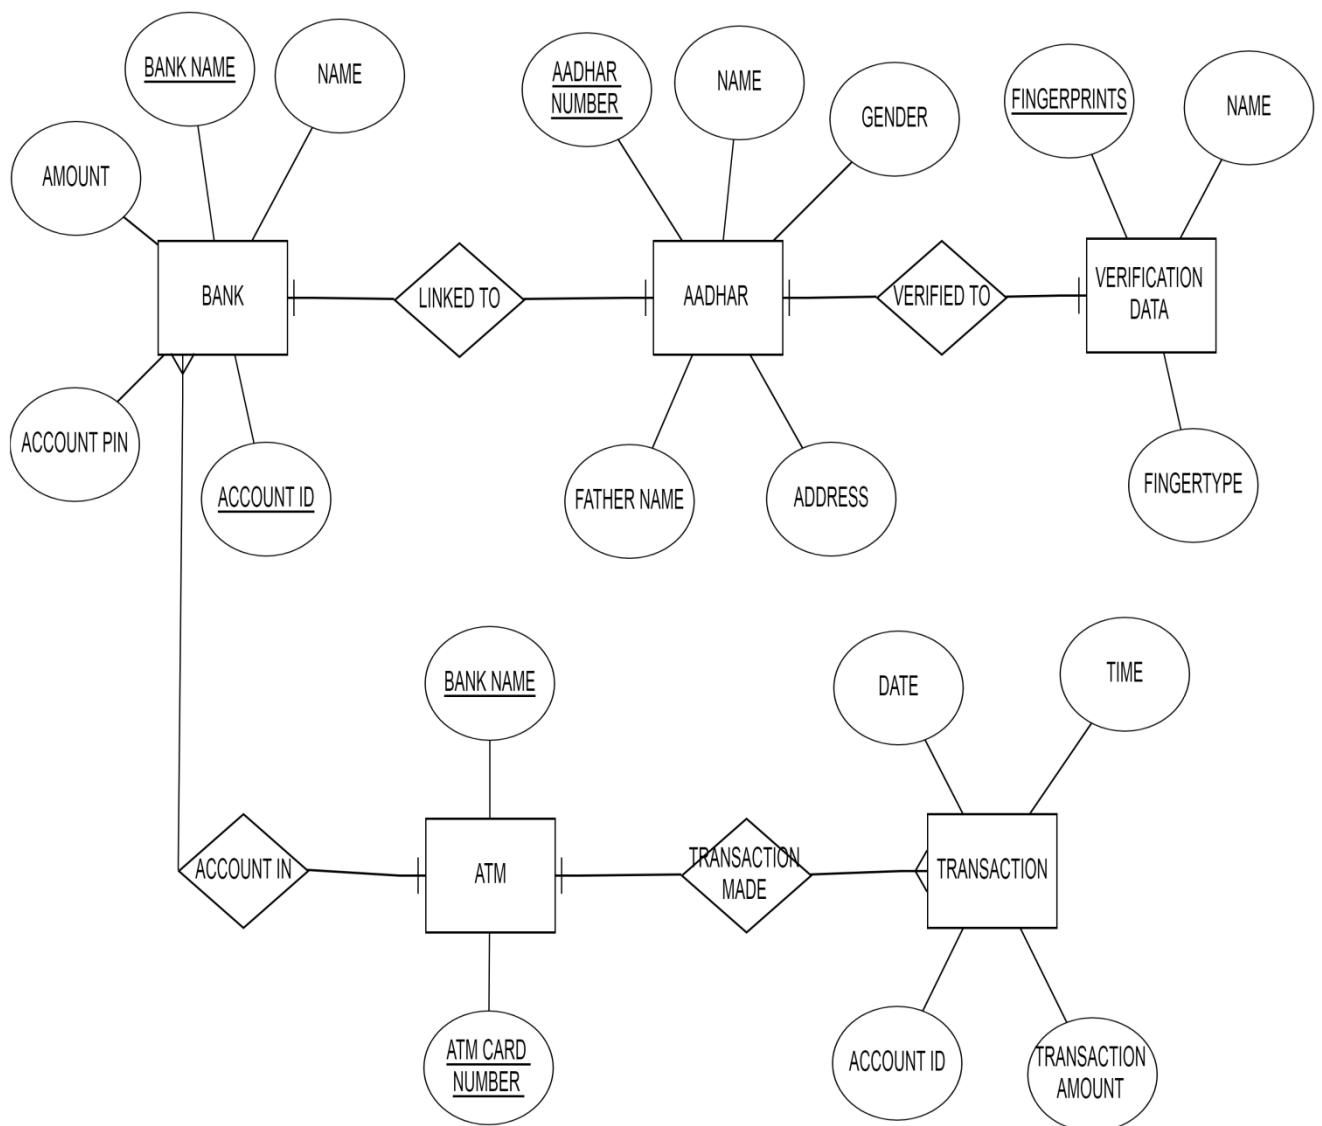 BANK NAME
NAME
AMOUNT
BANK
ACCOUNT PIN
ACCOUNT ID
LINKED TO
AADHAR
NUMBER
NAME
GENDER
AADHAR
FATHER NAME
ADDRESS
VERIFIED TO
FINGERPRINTS
NAME
VERIFICATION
DATA
FINGERTYPE
ACCOUNT IN
BANK NAME
ATM
ATM CARD
NUMBER
TRANSACTION
MADE
DATE
TIME
TRANSACTION
ACCOUNT ID
TRANSACTION
AMOUNT